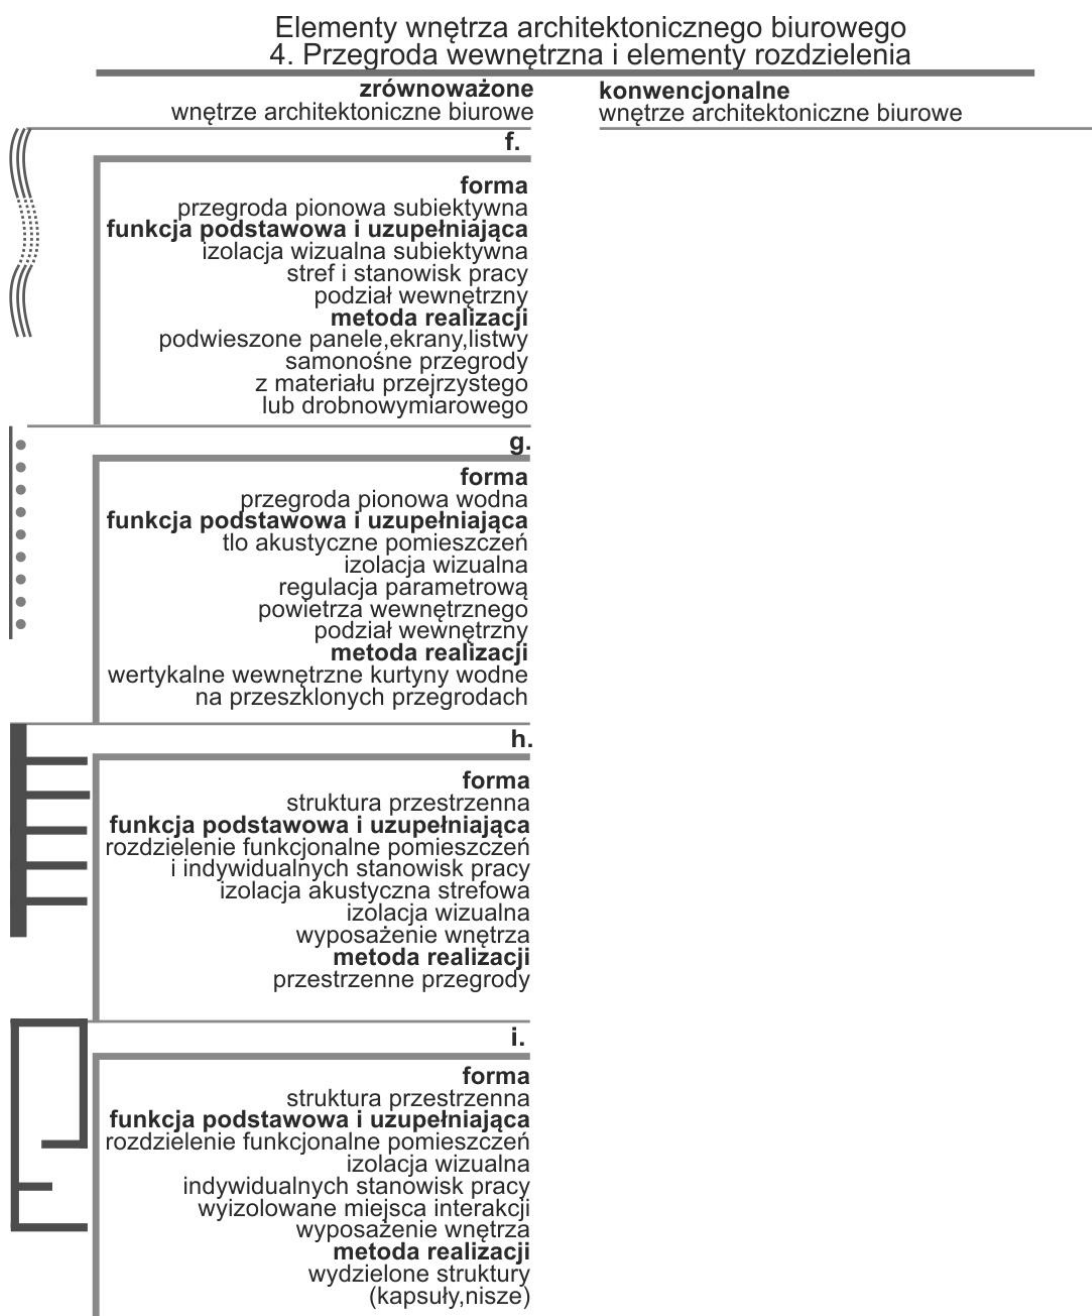 Elementy wnętrza architektonicznego biurowego
4. Przegroda wewnętrzna i elementy rozdzielenia
zrównoważone
wnętrze architektoniczne biurowe
konwencjonalne
wnętrze architektoniczne biurowe
f.
forma
przegroda pionowa subiektywna
funkcja podstawowa i uzupełniająca
izolacja wizualna subiektywna
stref i stanowisk pracy
podział wewnętrzny
metoda realizacji
podwieszone panele,ekrany,listwy
samonośne przegrody
z materiału przejrzystego
lub drobnowymiarowego
g.
forma
przegroda pionowa wodna
funkcja podstawowa i uzupełniająca
tlo akustyczne pomieszczeń
izolacja wizualna
regulacja parametrową
powietrza wewnętrznego
podział wewnętrzny
metoda realizacji
wertykalne wewnętrzne kurtyny wodne
na przeszklonych przegrodach
h.
forma
struktura przestrzenna
funkcja podstawowa i uzupełniająca
rozdzielenie funkcjonalne pomieszczeń
i indywidualnych stanowisk pracy
izolacja akustyczna strefowa
izolacja wizualna
wyposażenie wnętrza
metoda realizacji
przestrzenne przegrody
i.
forma
struktura przestrzenna
funkcja podstawowa i uzupełniająca
rozdzielenie funkcjonalne pomieszczeń
izolacja wizualna
indywidualnych stanowisk pracy
wyizolowane miejsca interakcji
wyposażenie wnętrza
metoda realizacji
wydzielone struktury
(kapsuły,nisze)